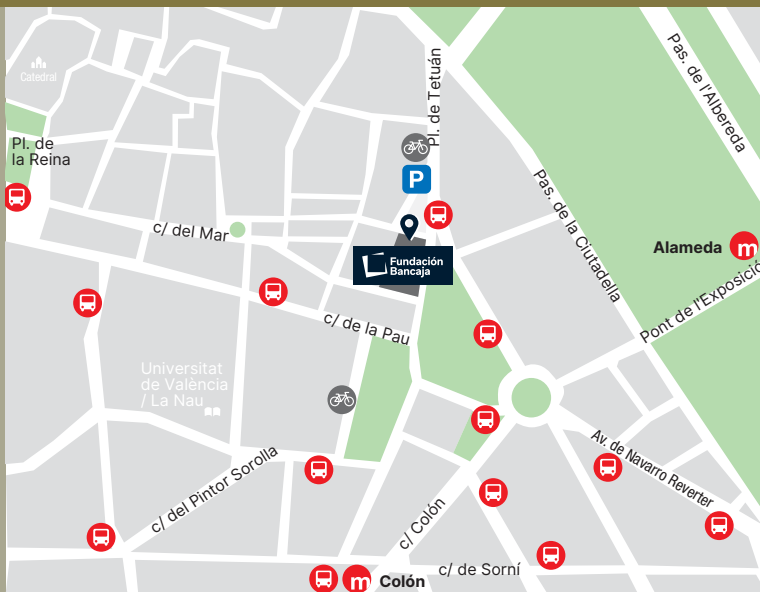 Catedral
Pl. de Tetuán
Pas. de l'Albereda
Pl. de
la Reina
P
Pas. de la Ciutadella
c/ del Mar
Alameda
m
Fundación
Bancaja
Pont de l'Exposició
c/ de la Pau
Universitat
de València
/ La Nau
Av. de Navarro Reverter
c/ del Pintor Sorolla
c/ Colón
c/ de Sorní
m
Colón